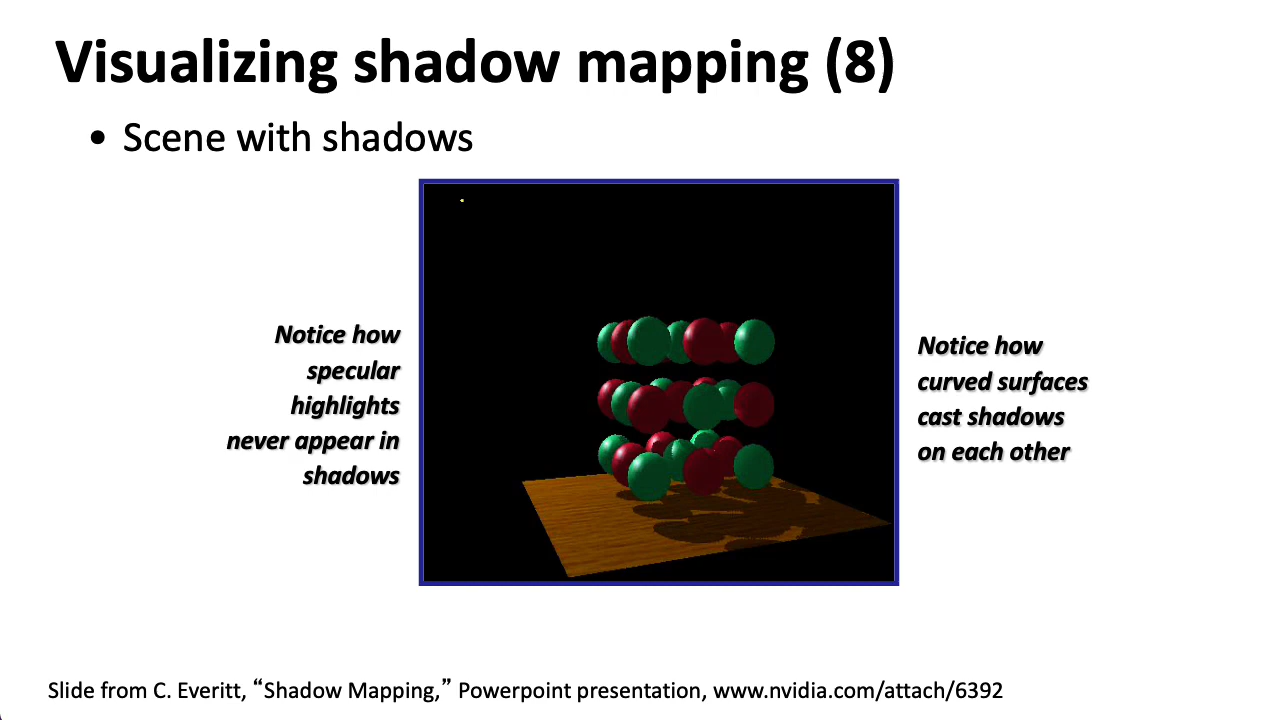 Visualizing shadow mapping (8)
• Scene with shadows
Notice how
specular
highlights
never appear in
shadows
Notice how
curved surfaces
cast shadows
on each other
Slide from C. Everitt, “Shadow Mapping,” Powerpoint presentation, www.nvidia.com/attach/6392